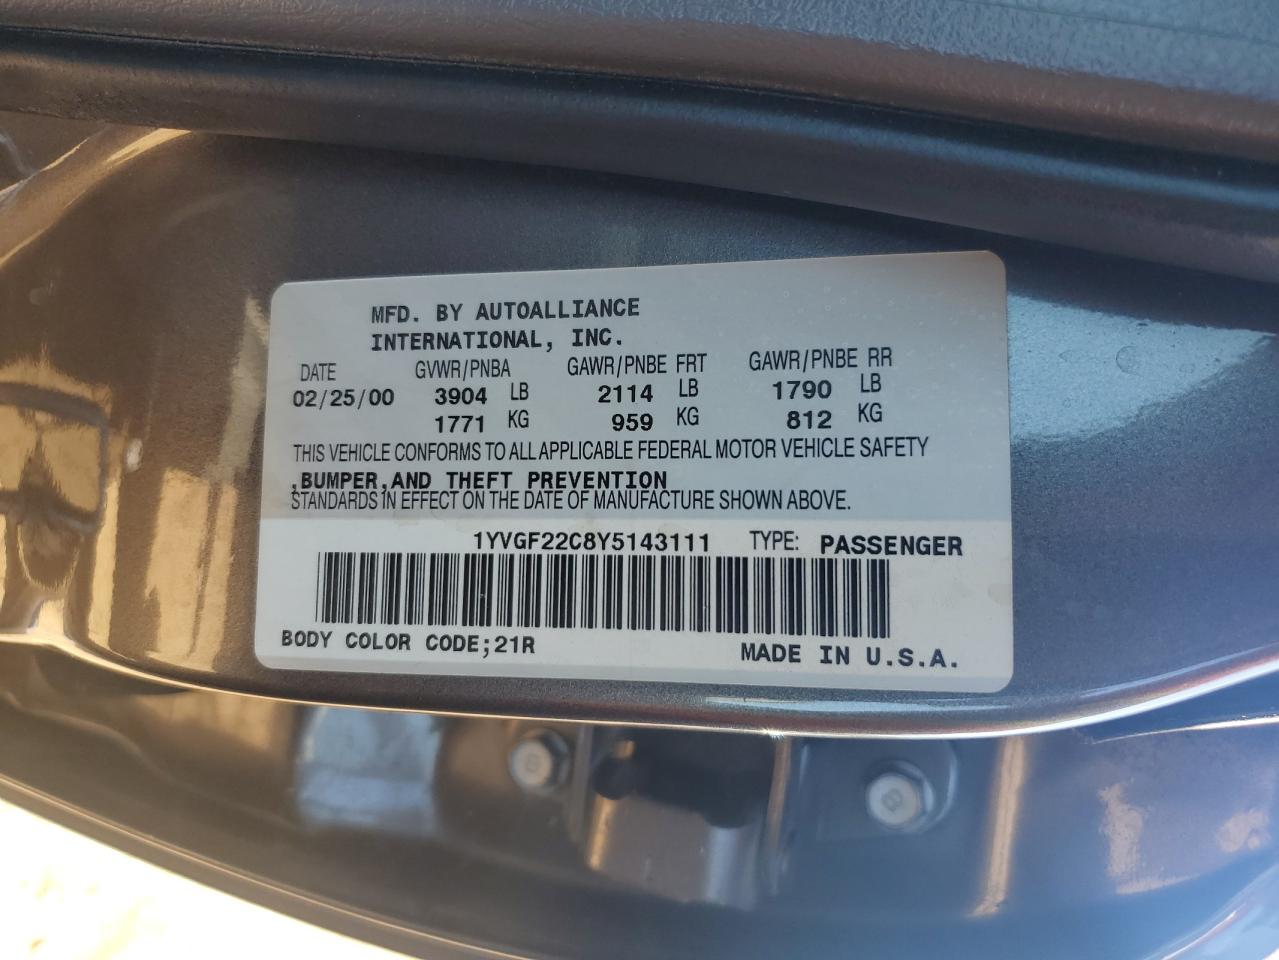 MFD. BY AUTOALLIANCE
INTERNATIONAL, INC.
DATE GVWR/PNBA GAWR/PNBE FRT GAWR/PNBE RR
02/25/00 3904 LB 2114 LB 1790 LB
1771 KG 959 KG 812 KG
THIS VEHICLE CONFORMS TO ALL APPLICABLE FEDERAL MOTOR VEHICLE SAFETY
,BUMPER,AND THEFT PREVENTION
STANDARDS IN EFFECT ON THE DATE OF MANUFACTURE SHOWN ABOVE.
1YVGF22C8Y5143111 TYPE: PASSENGER
BODY COLOR CODE;21R MADE IN U.S.A.
8 8